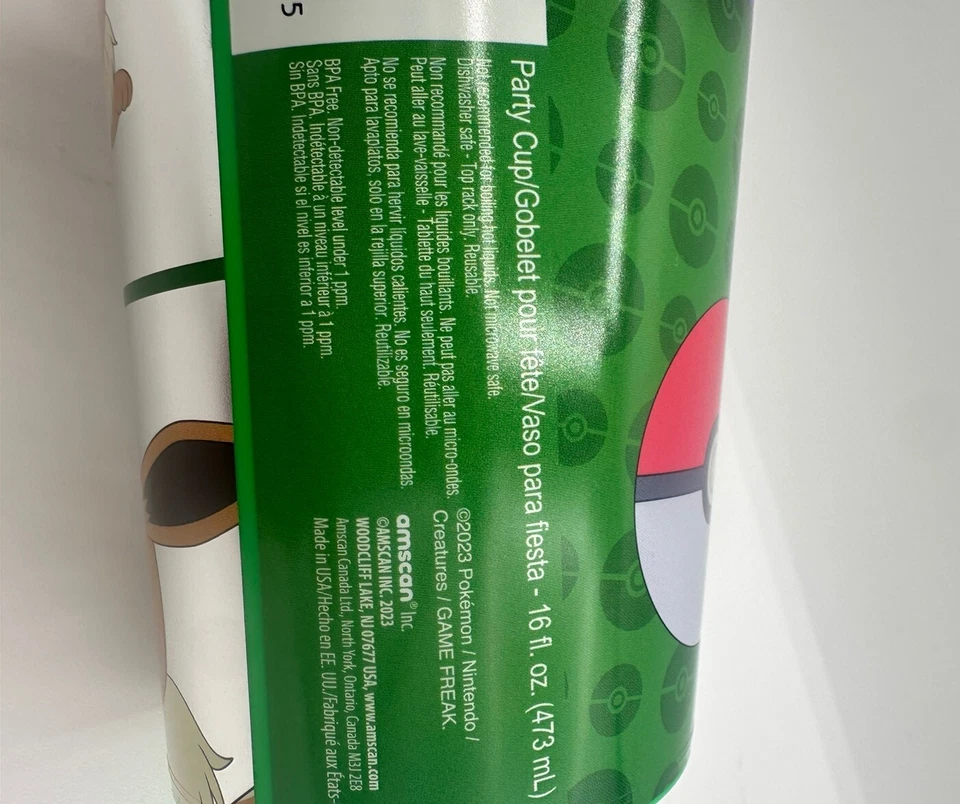 5
Party Cup/Gobelet pour fête/Vaso para fiesta - 16 fl. oz. (473 mL)
Not recommended for boiling hot liquids. Not microwave safe.
Dishwasher safe - Top rack only. Reusable.
Non recommandé pour les liquides bouillants. Ne peut pas aller au micro-ondes.
Peut aller au lave-vaisselle - Tablette du haut seulement. Réutilisable.
No se recomienda para hervir líquidos calientes. No es seguro en microondas.
Apto para lavaplatos, solo en la rejilla superior. Reutilizable.
BPA Free. Non-detectable level under 1 ppm.
Sans BPA. Indétectable à un niveau inférieur à 1 ppm.
Sin BPA. Indetectable si el nivel es inferior a 1 ppm.
©2023 Pokémon / Nintendo /
Creatures / GAME FREAK.
amscan® Inc.
©AMSCAN INC. 2023
WOODCLIFF LAKE, NJ 07677 USA, www.amscan.com
Amscan Canada Ltd., North York, Ontario, Canada M3J 2E8
Made in USA/Hecho en EE. UU./Fabriqué aux États-